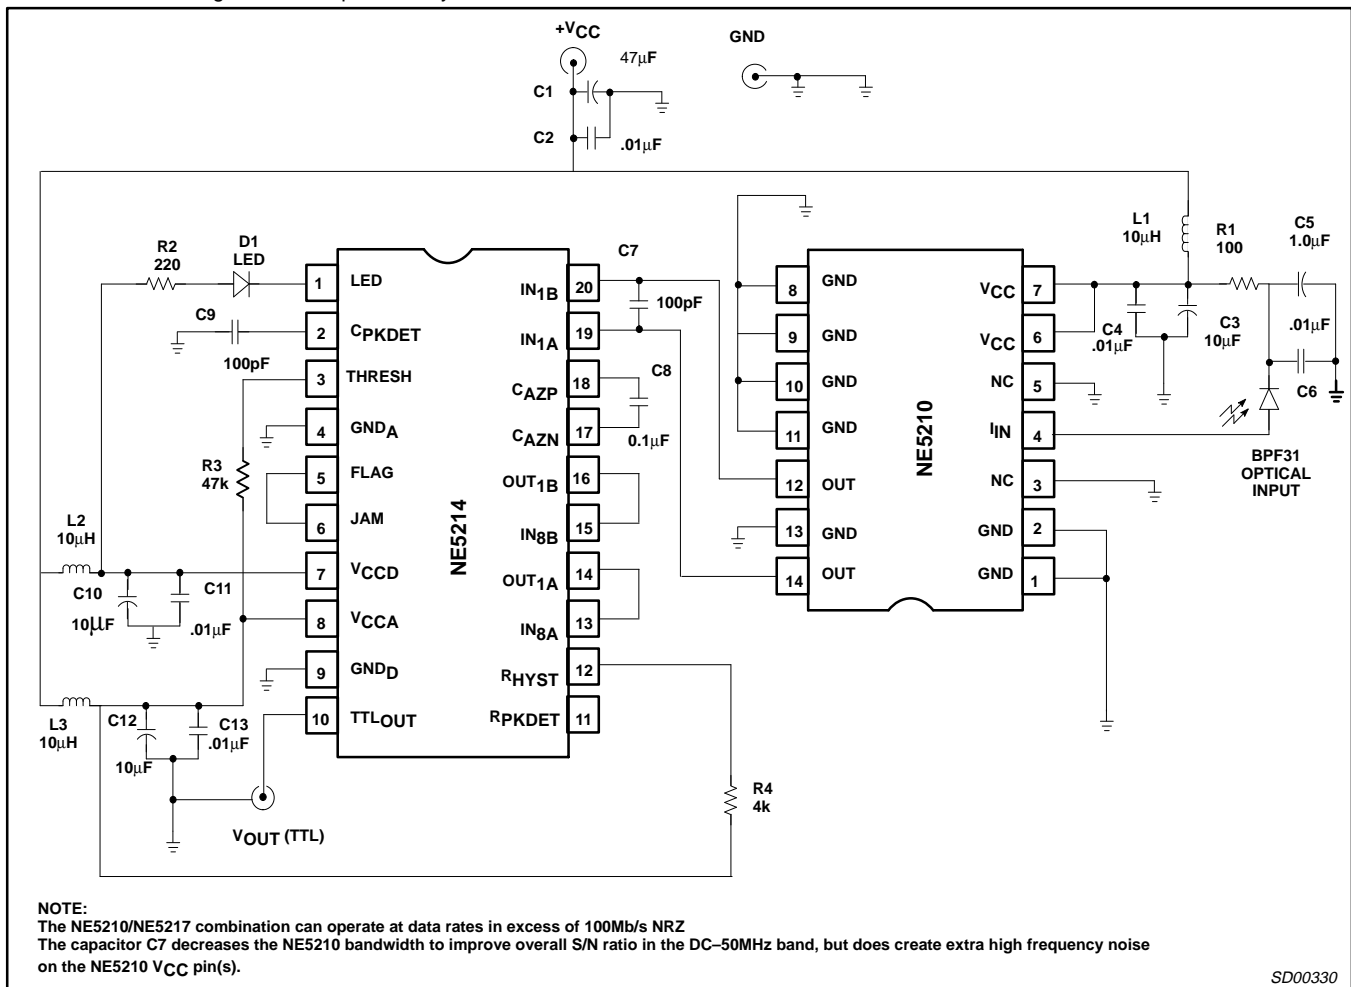 +VCC
GND
47µF
C1
C2
.01µF
R2
220
D1
LED
C9
100pF
R3
47k
L2
10µH
C10
10µF
C11
.01µF
L3
10µH
C12
10µF
C13
.01µF
VOUT (TTL)
NE5214
1 LED
2 CPKDET
3 THRESH
4 GNDA
5 FLAG
6 JAM
7 VCCD
8 VCCA
9 GNDD
10 TTLOUT
IN1B 20
IN1A 19
CAZP 18
CAZN 17
OUT1B 16
IN8B 15
OUT1A 14
IN8A 13
RHYST 12
RPKDET 11
C7
100pF
C8
0.1µF
R4
4k
NE5210
8 GND
9 GND
10 GND
11 GND
12 OUT
13 GND
14 OUT
VCC 7
VCC 6
NC 5
IIN 4
NC 3
GND 2
GND 1
L1
10µH
R1
100
C5
1.0µF
C4
.01µF
C3
10µF
.01µF
C6
BPF31
OPTICAL
INPUT
NOTE:
The NE5210/NE5217 combination can operate at data rates in excess of 100Mb/s NRZ
The capacitor C7 decreases the NE5210 bandwidth to improve overall S/N ratio in the DC–50MHz band, but does create extra high frequency noise
on the NE5210 VCC pin(s).
SD00330